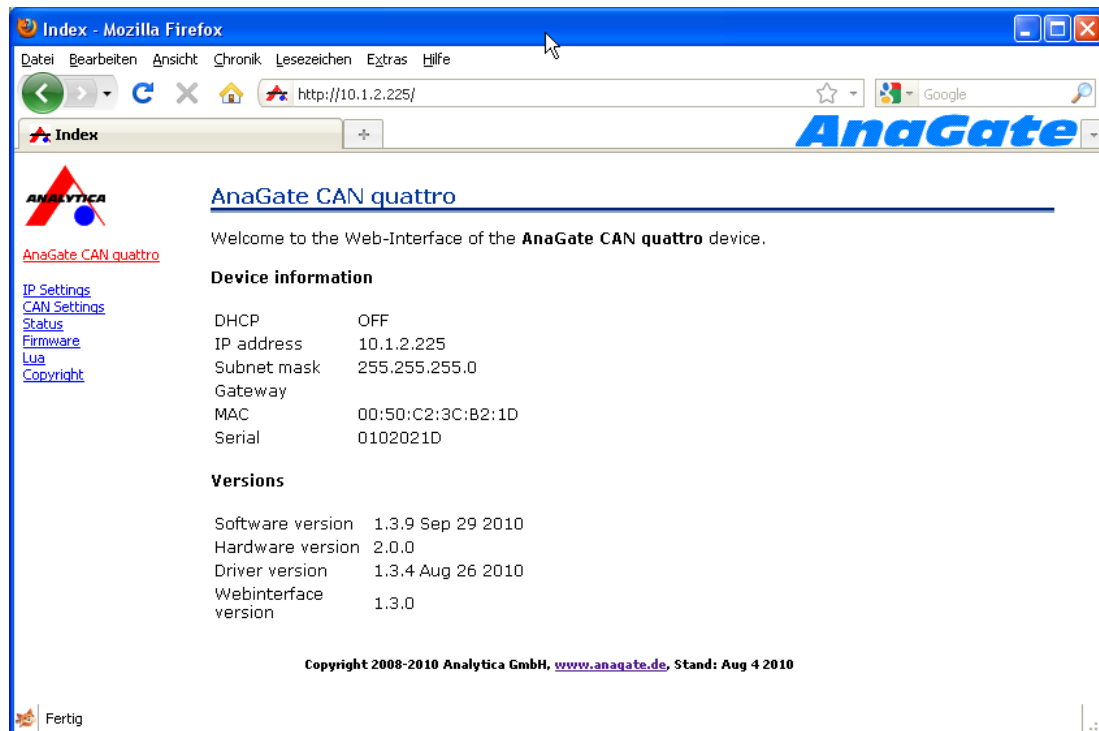 Index - Mozilla Firefox
Datei Bearbeiten Ansicht Chronik Lesezeichen Extras Hilfe
http://10.1.2.225/
Google
Index
AnaGate
ANALYTICA
AnaGate CAN quattro
IP Settings
CAN Settings
Status
Firmware
Lua
Copyright
AnaGate CAN quattro
Welcome to the Web-Interface of the AnaGate CAN quattro device.
Device information
DHCP OFF
IP address 10.1.2.225
Subnet mask 255.255.255.0
Gateway
MAC 00:50:C2:3C:B2:1D
Serial 0102021D
Versions
Software version 1.3.9 Sep 29 2010
Hardware version 2.0.0
Driver version 1.3.4 Aug 26 2010
Webinterface
version 1.3.0
Copyright 2008-2010 Analytica GmbH, www.anagate.de, Stand: Aug 4 2010
Fertig